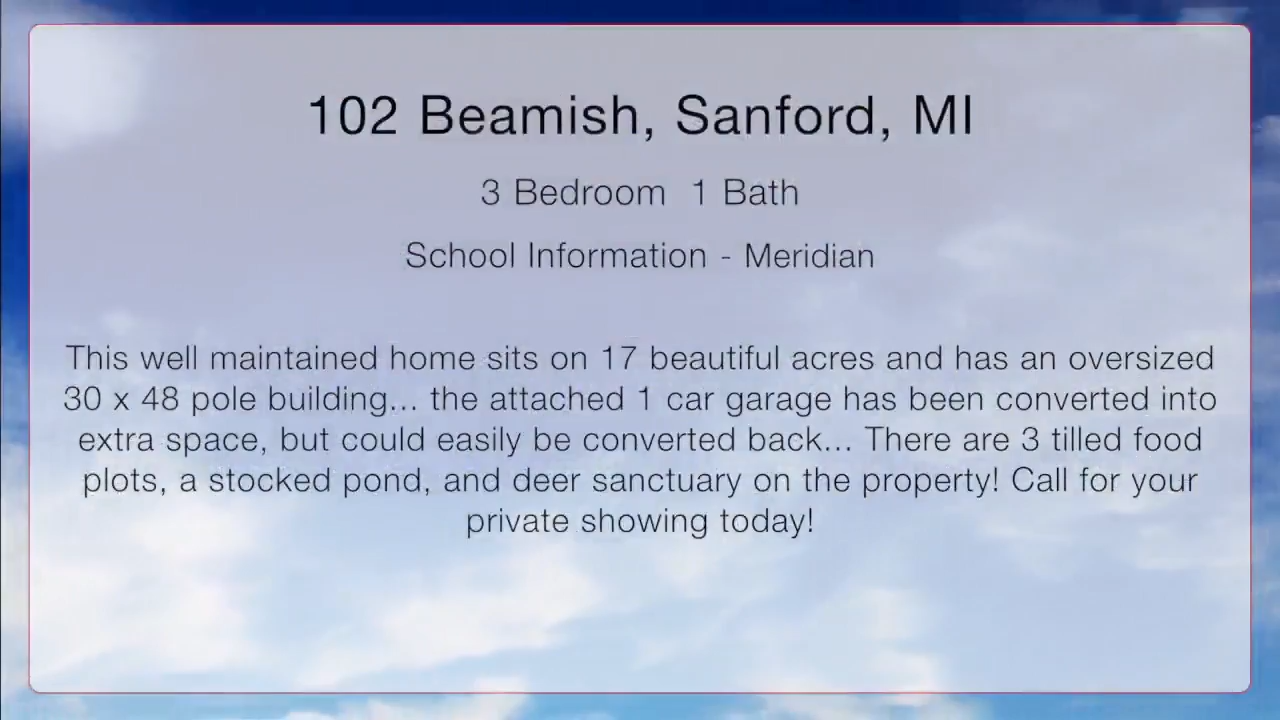 102 Beamish, Sanford, MI
3 Bedroom  1 Bath
School Information - Meridian
This well maintained home sits on 17 beautiful acres and has an oversized
30 x 48 pole building... the attached 1 car garage has been converted into
extra space, but could easily be converted back... There are 3 tilled food
plots, a stocked pond, and deer sanctuary on the property! Call for your
private showing today!